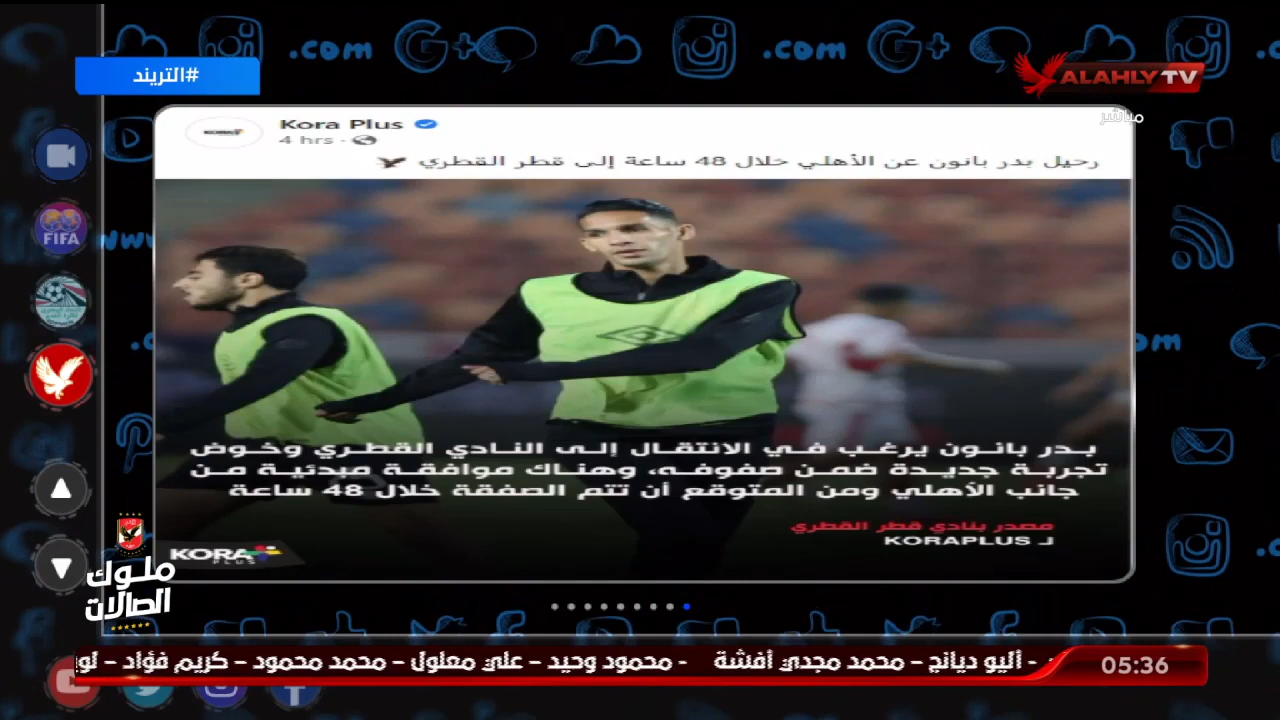 .com
.com
#التريند
ALAHLY TV
مباشر
Kora Plus
4 hrs
رحيل بدر بانون عن الأهلي خلال 48 ساعة إلى قطر القطري
FIFA
بدر بانون يرغب في الانتقال إلى النادي القطري وخوض
تجربة جديدة ضمن صفوفه، وهناك موافقة مبدئية من
جانب الأهلي ومن المتوقع أن تتم الصفقة خلال 48 ساعة
مصدر بنادي قطر القطري
لـ KORAPLUS
KORA
PLUS
ملوك
الصالات
- أليو ديانج – محمد مجدي أفشة - محمود وحيد – علي معلول – محمد محمود – كريم فؤاد –
05:36